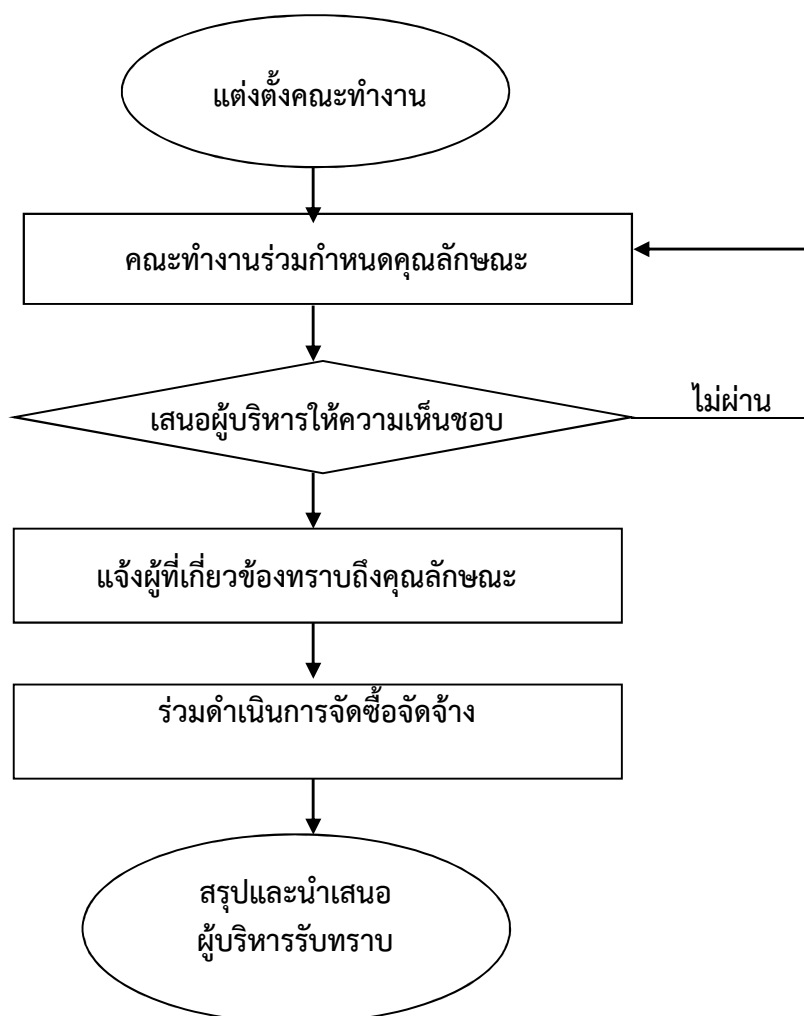 แต่งตั้งคณะทำงาน
คณะทำงานร่วมกำหนดคุณลักษณะ
เสนอผู้บริหารให้ความเห็นชอบ
ไม่ผ่าน
แจ้งผู้ที่เกี่ยวข้องทราบถึงคุณลักษณะ
ร่วมดำเนินการจัดซื้อจัดจ้าง
สรุปและนำเสนอ
ผู้บริหารรับทราบ